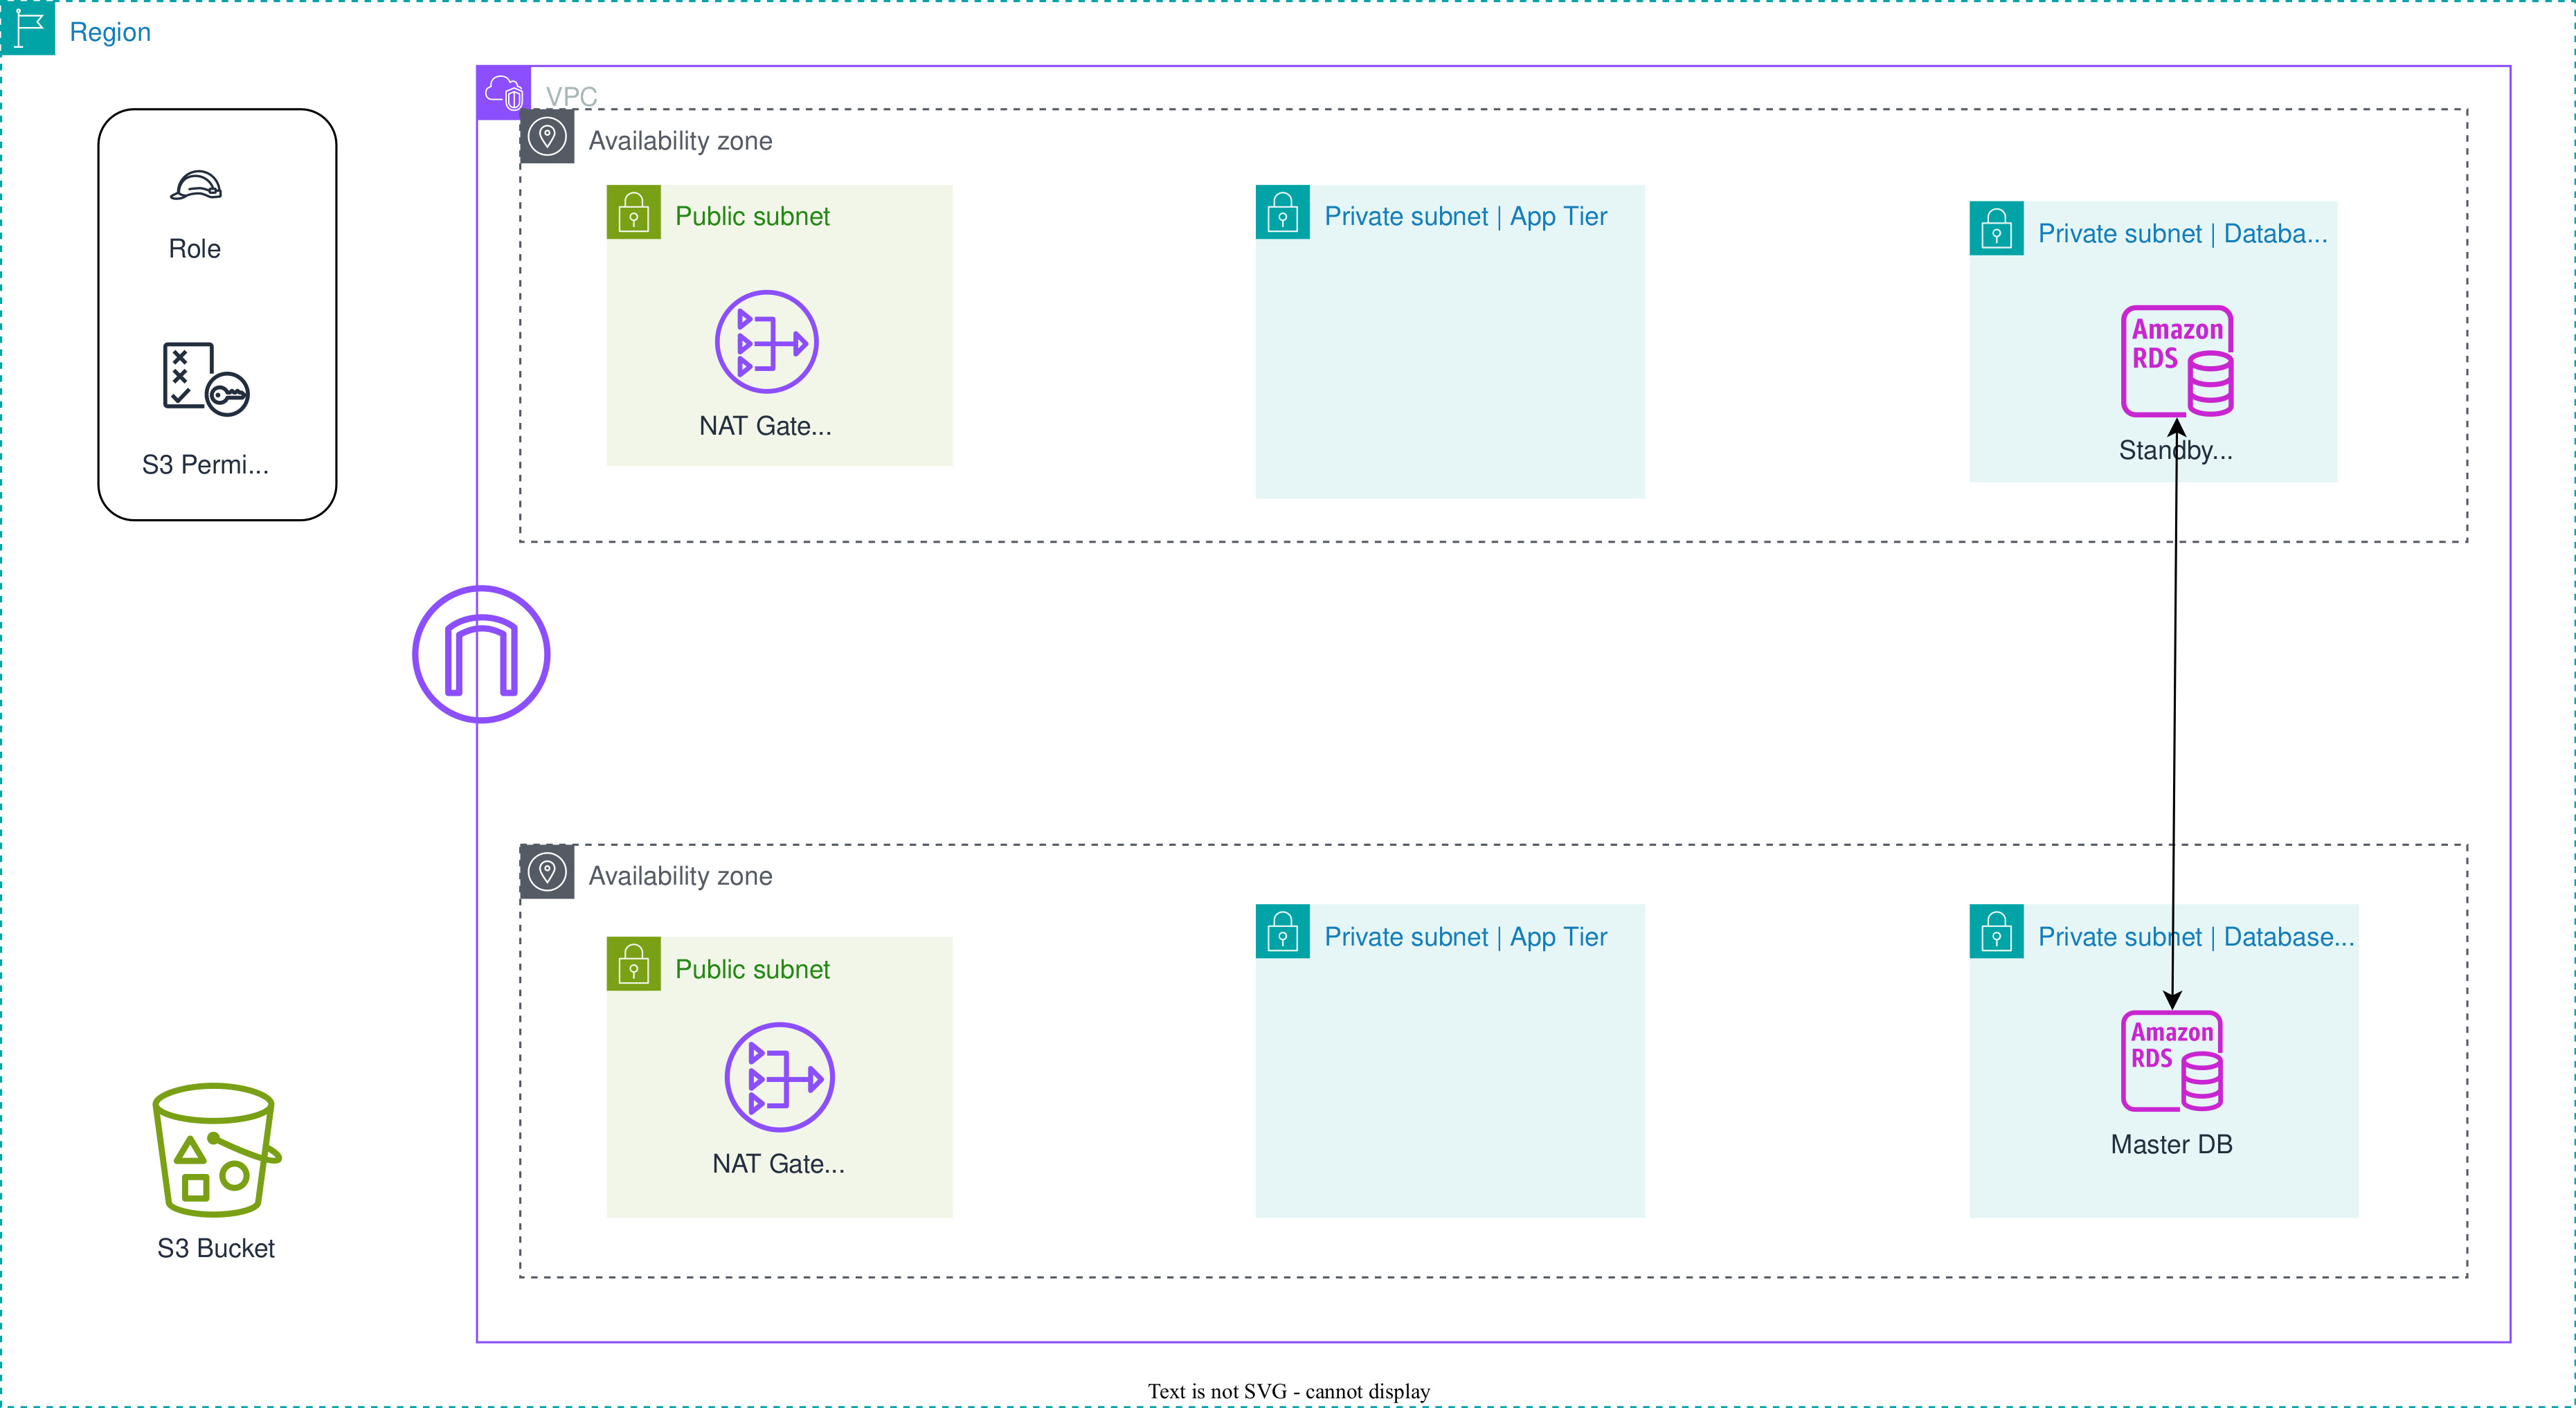 Region
VPC
Availability zone
Public subnet
Private subnet | App Tier
Private subnet | Databa...
Role
S3 Permi...
NAT Gate...
Amazon
RDS
Standby...
Availability zone
Public subnet
Private subnet | App Tier
Private subnet | Database...
NAT Gate...
Amazon
RDS
Master DB
S3 Bucket
Text is not SVG - cannot display